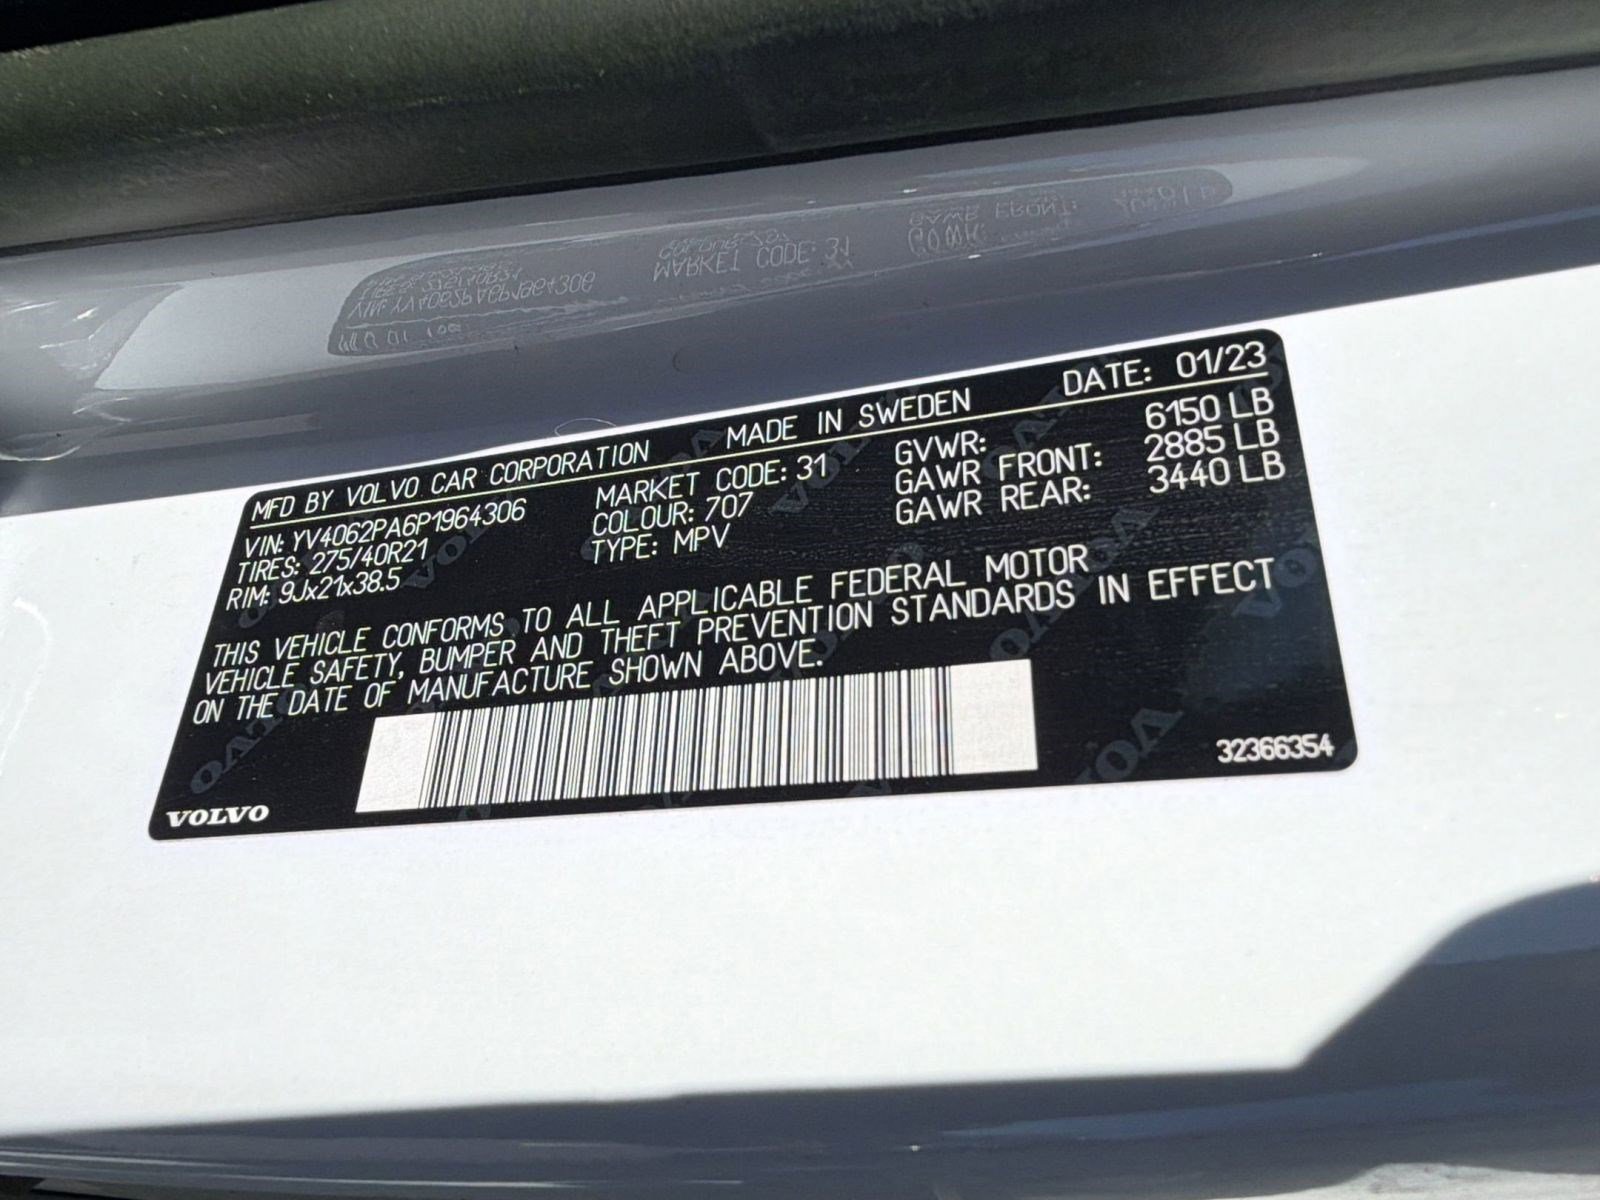 MFD BY VOLVO CAR CORPORATION MADE IN SWEDEN DATE: 01/23
VIN: YV4062PA6P1964306 MARKET CODE: 31 GVWR: 6150 LB
TIRES: 275/40R21 COLOUR: 707 GAWR FRONT: 2885 LB
RIM: 9Jx21x38.5 TYPE: MPV GAWR REAR: 3440 LB
THIS VEHICLE CONFORMS TO ALL APPLICABLE FEDERAL MOTOR
VEHICLE SAFETY, BUMPER AND THEFT PREVENTION STANDARDS IN EFFECT
ON THE DATE OF MANUFACTURE SHOWN ABOVE.
32366354
VOLVO